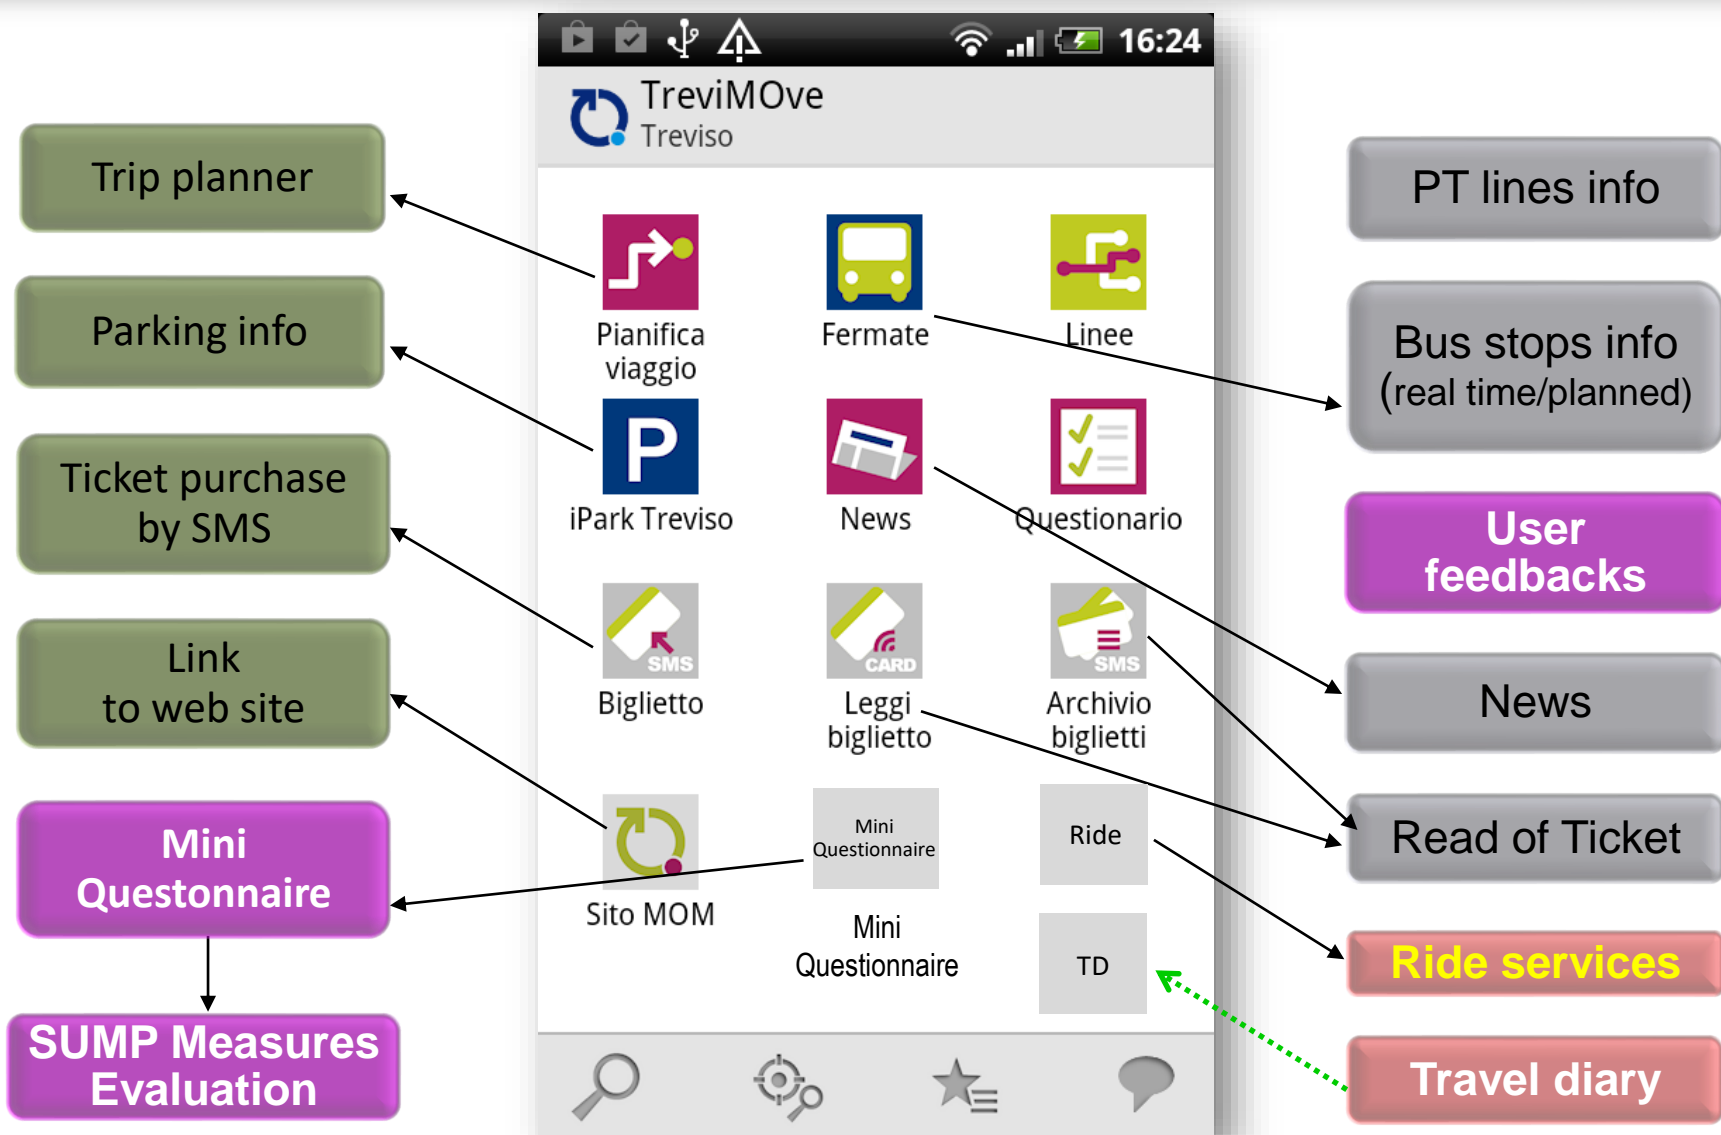 16:24
TreviMOve
Treviso
Trip planner
Parking info
Ticket purchase
by SMS
Link
to web site
Mini
Questonnaire
SUMP Measures
Evaluation
Pianifica
viaggio
Fermate
Linee
P
iPark Treviso
News
Questionario
SMS
Biglietto
CARD
Leggi
biglietto
SMS
Archivio
biglietti
Sito MOM
Mini
Questionnaire
Mini
Questionnaire
Ride
TD
PT lines info
Bus stops info
(real time/planned)
User
feedbacks
News
Read of Ticket
Ride services
Travel diary